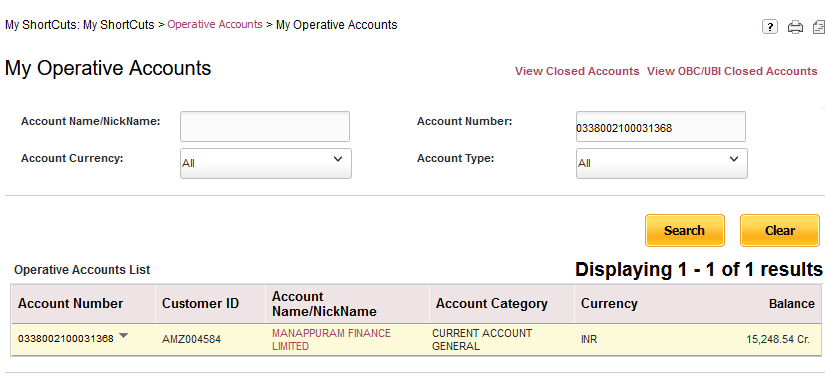 My ShortCuts: My ShortCuts > Operative Accounts > My Operative Accounts
?
My Operative Accounts
View Closed Accounts View OBC/UBI Closed Accounts
Account Name/NickName:
Account Number: 0338002100031368
Account Currency: All
Account Type: All
Search Clear
Operative Accounts List
Displaying 1 - 1 of 1 results
Account Number Customer ID Account Name/NickName Account Category Currency Balance
0338002100031368 AMZ004584 MANAPPURAM FINANCE LIMITED CURRENT ACCOUNT GENERAL INR 15,248.54 Cr.